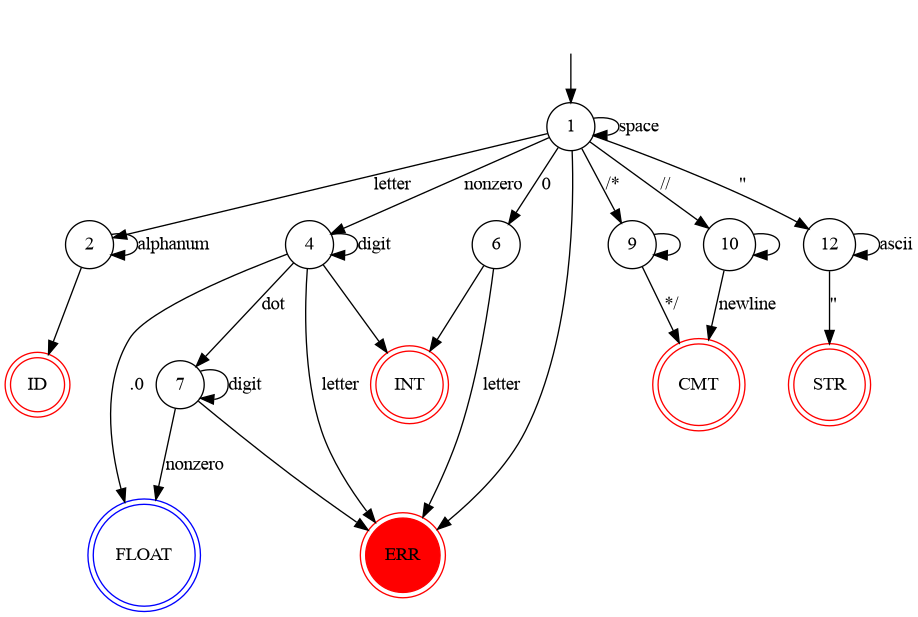 1
space
letter
nonzero
0
/*
//
"
2
alphanum
4
digit
6
9
10
12
ascii
dot
*/
newline
"
ID
.0
7
digit
letter
INT
letter
CMT
STR
nonzero
FLOAT
ERR